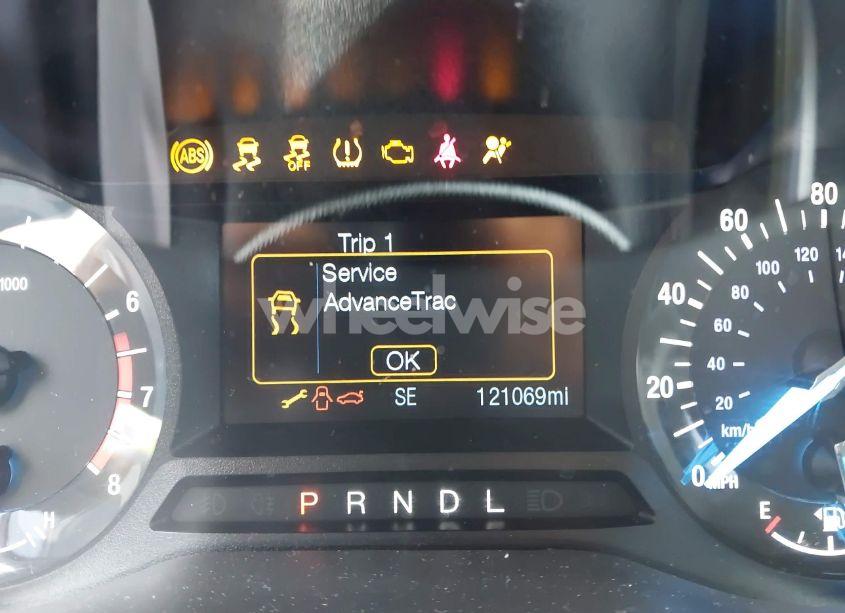 ABS
OFF
Trip 1
Service
AdvanceTrac
wheelwise
OK
SE 121069mi
P R N D L
1000
6
7
8
H
0 20 40 60 80
20 40 60 80 100 120
km/h
MPH
E